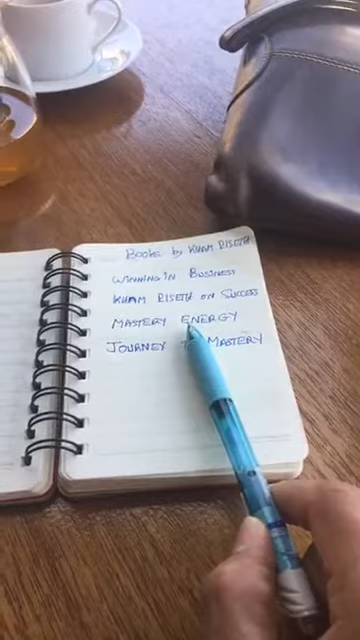 Books by KHAM RISETH
WINNING IN BUSINESS
KHAM RISETH ON SUCCESS
MASTERY ENERGY
JOURNEY MASTERY